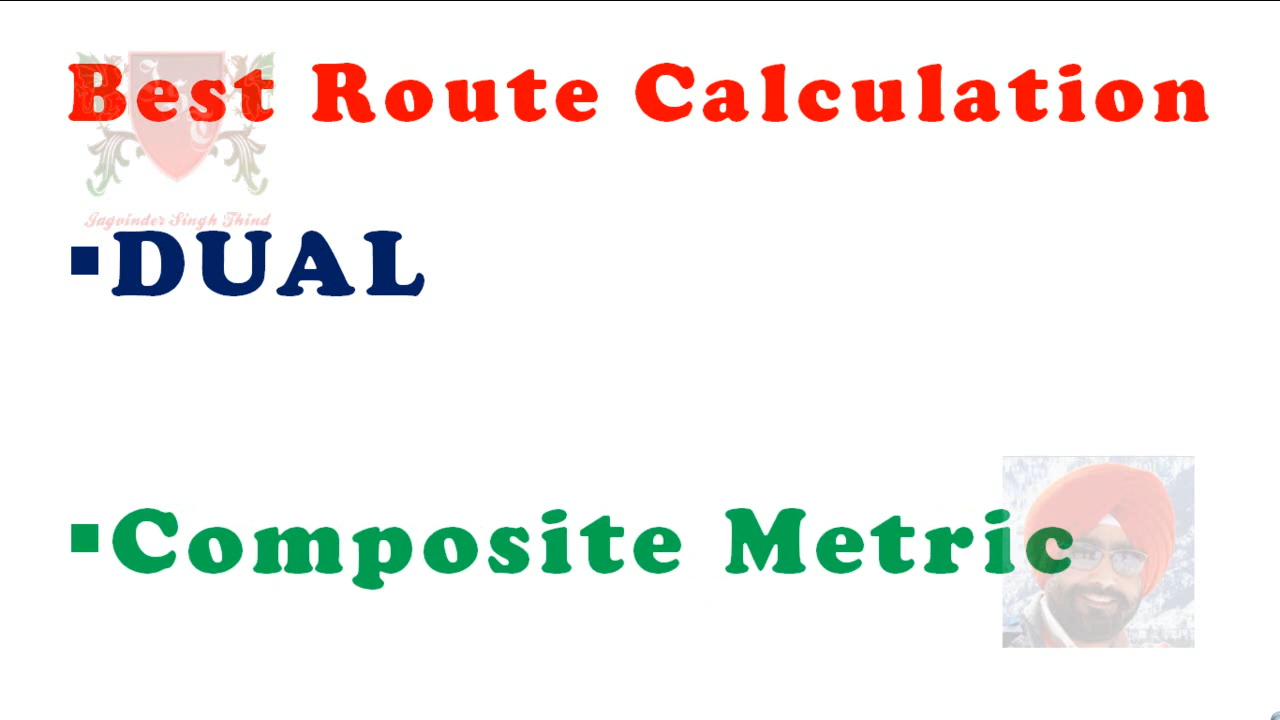 Best Route Calculation
Jagvinder Singh Thind
▪DUAL
▪Composite Metric